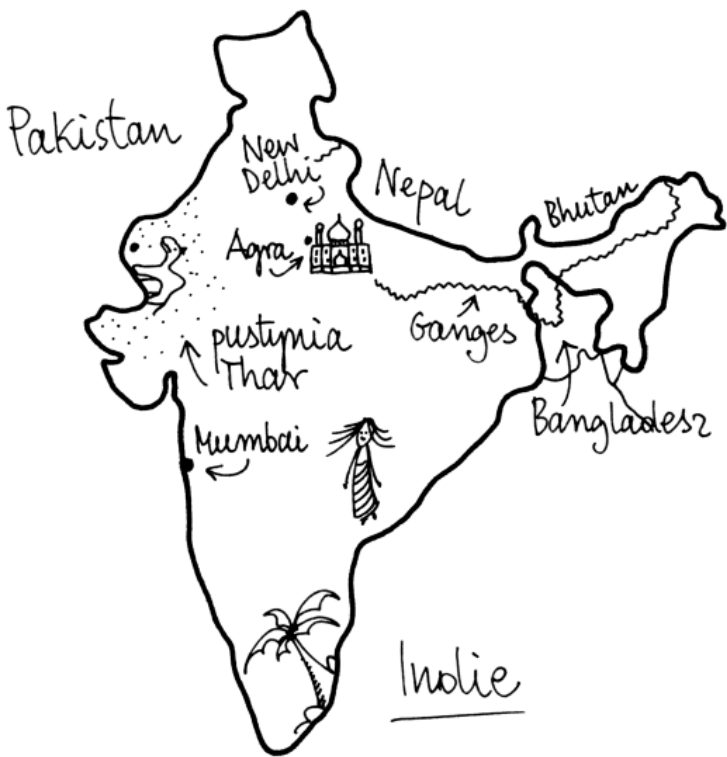 Pakistan
New
Delhi
Nepal
Bhutan
Agra
Ganges
pustynia
Thar
Bangladesz
Mumbai
Indie